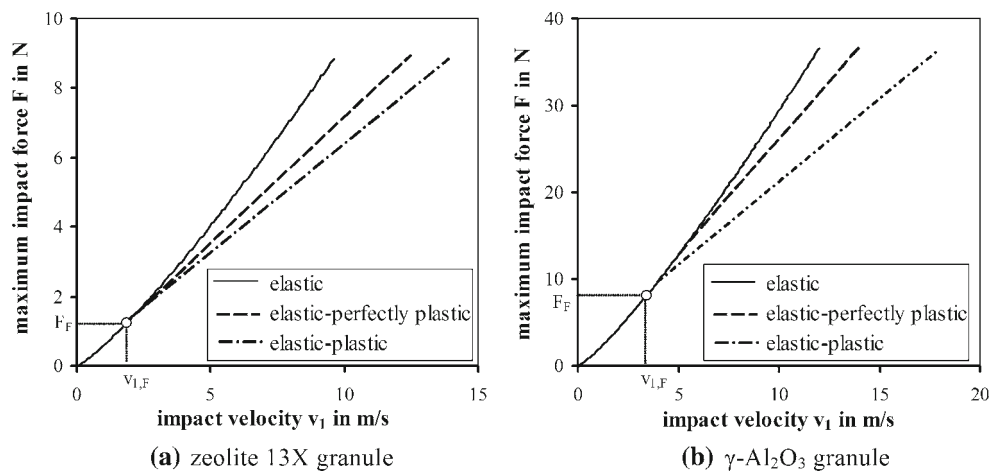 maximum impact force F in N
10
8
6
4
2
0
F_F
0
v_{1,F}
5
10
15
impact velocity v₁ in m/s
elastic
elastic-perfectly plastic
elastic-plastic
(a) zeolite 13X granule
maximum impact force F in N
40
30
20
10
0
F_F
0
v_{1,F}
5
10
15
20
impact velocity v₁ in m/s
elastic
elastic-perfectly plastic
elastic-plastic
(b) γ-Al₂O₃ granule